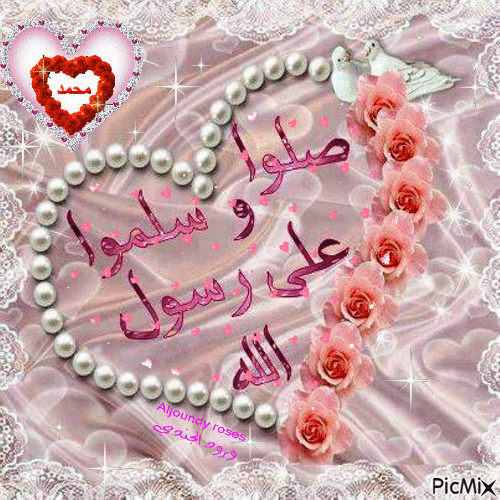 محمد
صلوا
و سلموا
على رسول
الله
Aljoundy roses
ورود الجندي
PicMix